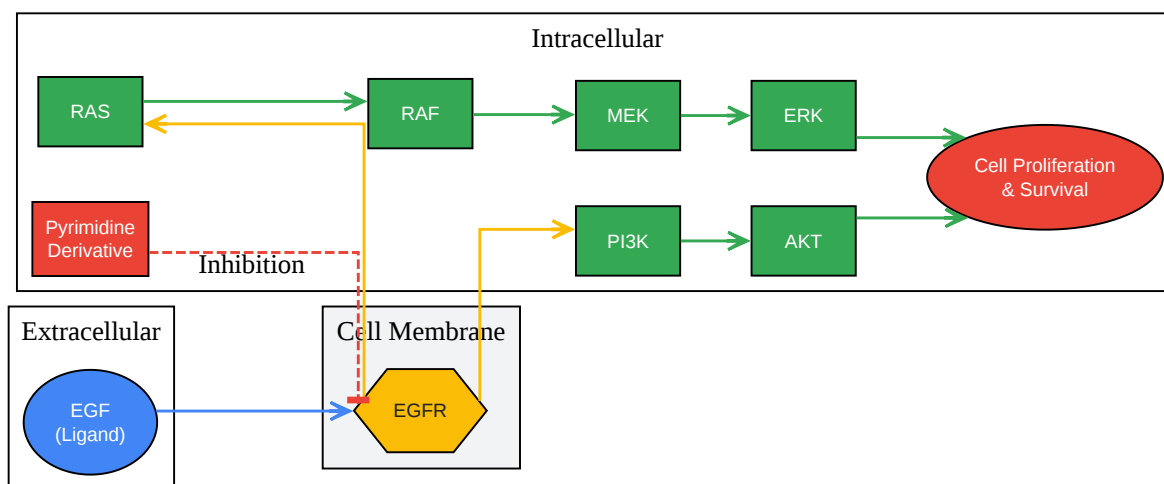 Intracellular
RAS
RAF
MEK
ERK
Cell Proliferation
& Survival
Pyrimidine
Derivative
Inhibition
PI3K
AKT
Extracellular
Cell Membrane
EGF
(Ligand)
EGFR